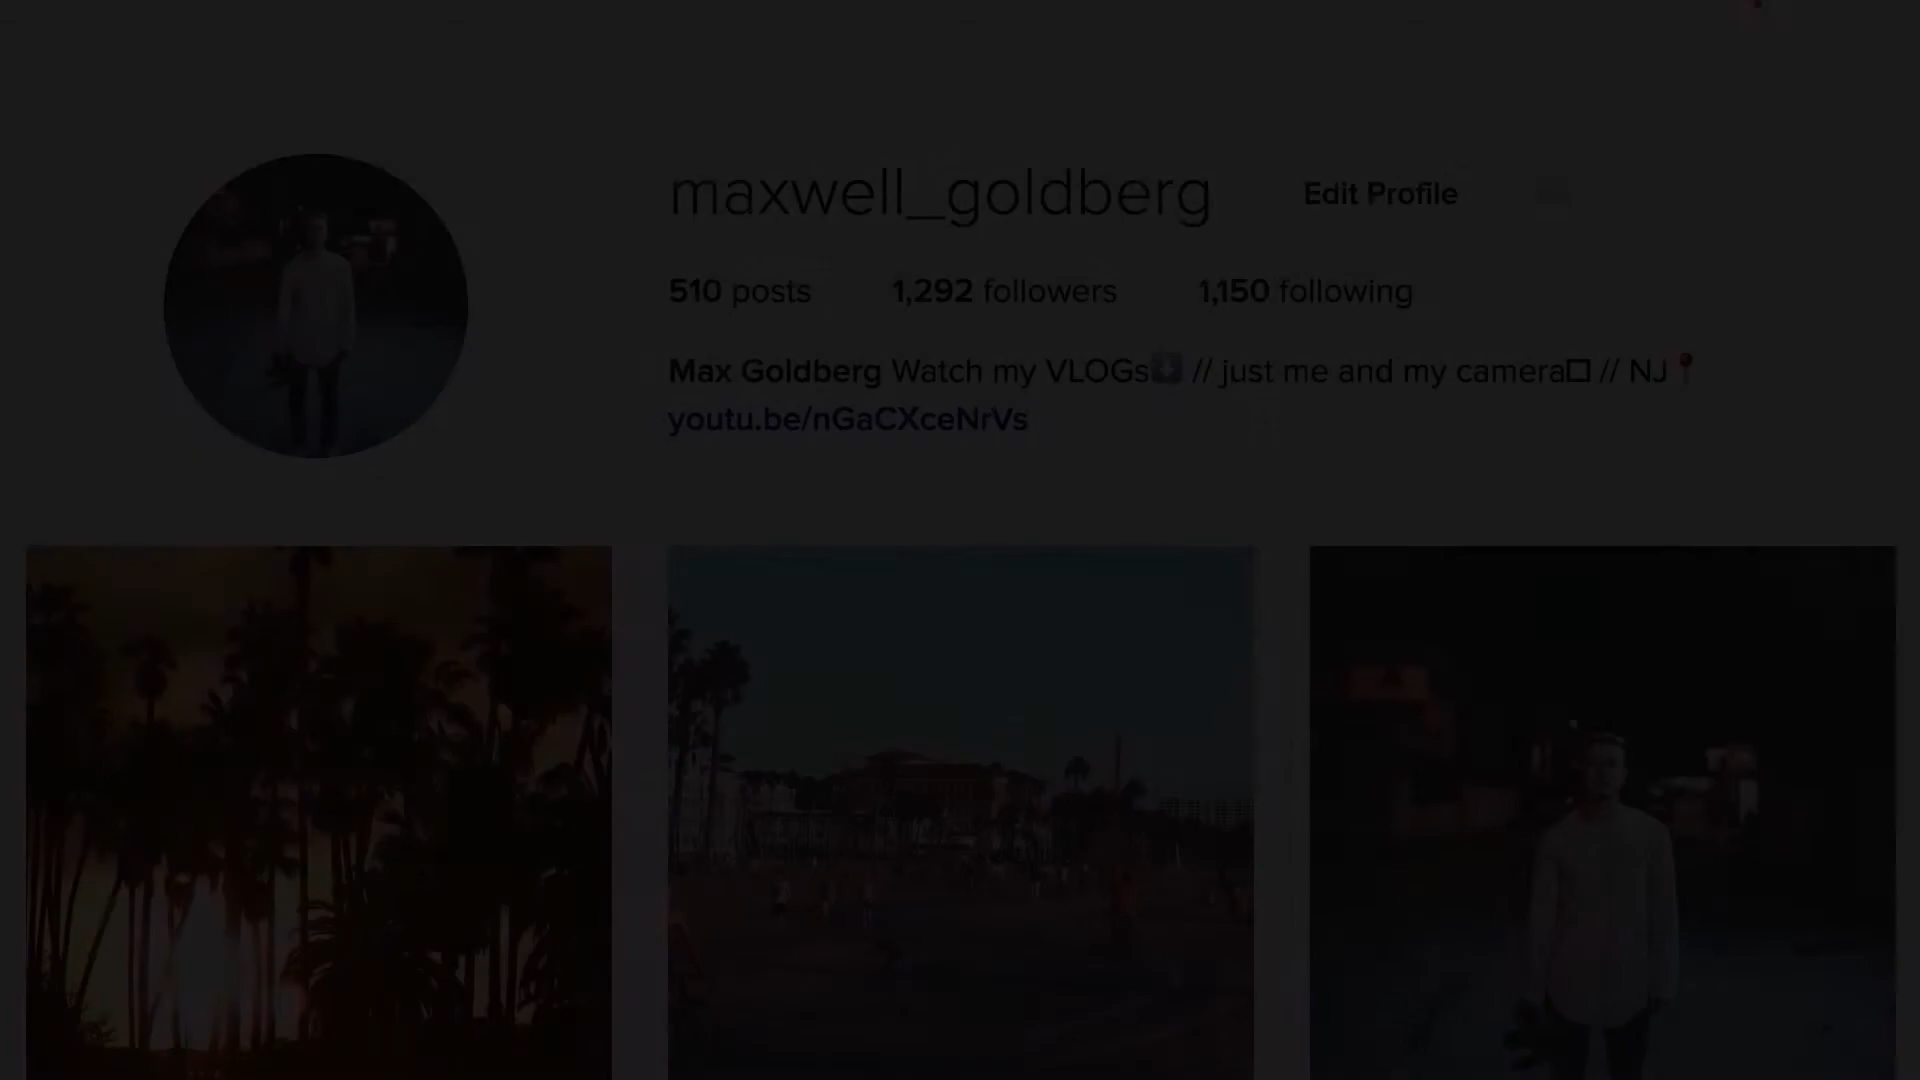 maxwell_goldberg Edit Profile
510 posts 1,292 followers 1,150 following
Max Goldberg Watch my VLOGs⬇️ // just me and my camera□ // NJ📍
youtu.be/nGaCXceNrVs